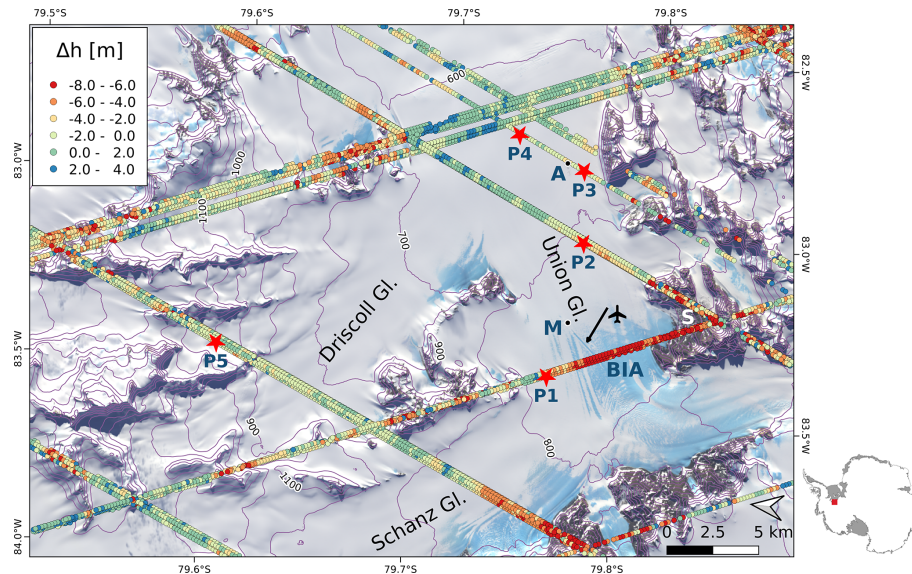 79.5°S 79.6°S 79.7°S 79.8°S
Δh [m]
-8.0 - -6.0
-6.0 - -4.0
-4.0 - -2.0
-2.0 - 0.0
0.0 - 2.0
2.0 - 4.0
82.5°W
83.0°W
83.0°W
83.5°W
83.5°W
84.0°W
600
1000
1100
700
P4
A
P3
P2
Union Gl.
Driscoll Gl.
M
S
900
P5
BIA
P1
900
800
1100
Schanz Gl.
0 2.5 5 km
79.6°S 79.7°S 79.8°S